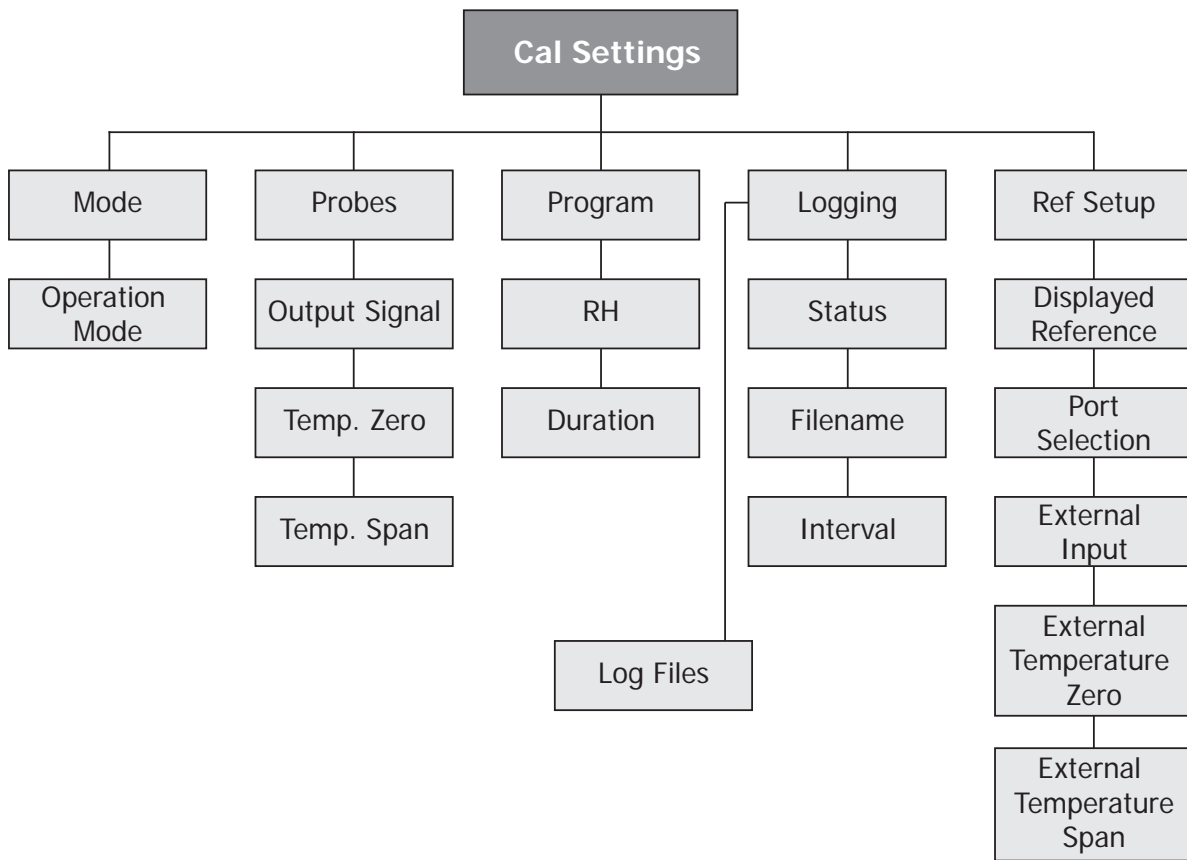 Cal Settings
Mode
Probes
Program
Logging
Ref Setup
Operation
Mode
Output Signal
RH
Status
Displayed
Reference
Temp. Zero
Duration
Filename
Port
Selection
Temp. Span
Interval
External
Input
Log Files
External
Temperature
Zero
External
Temperature
Span